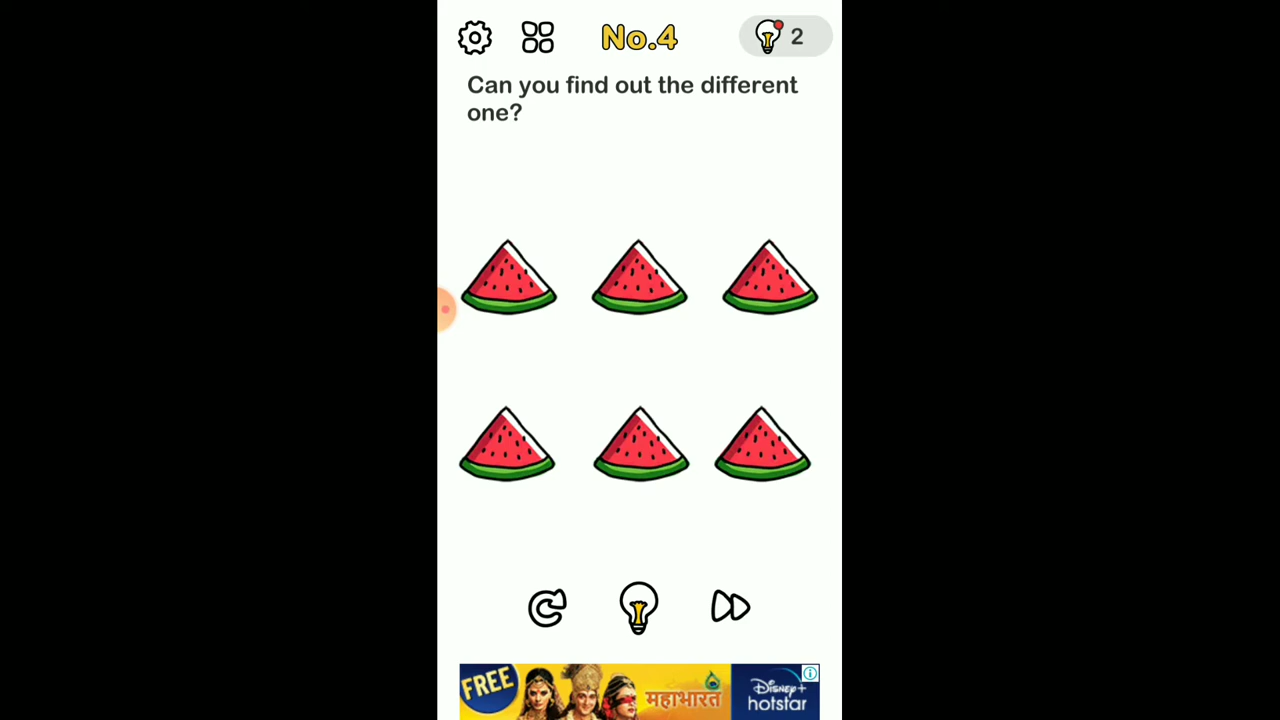 No.4
2
Can you find out the different
one?
FREE
महाभारत
Disney+
hotstar